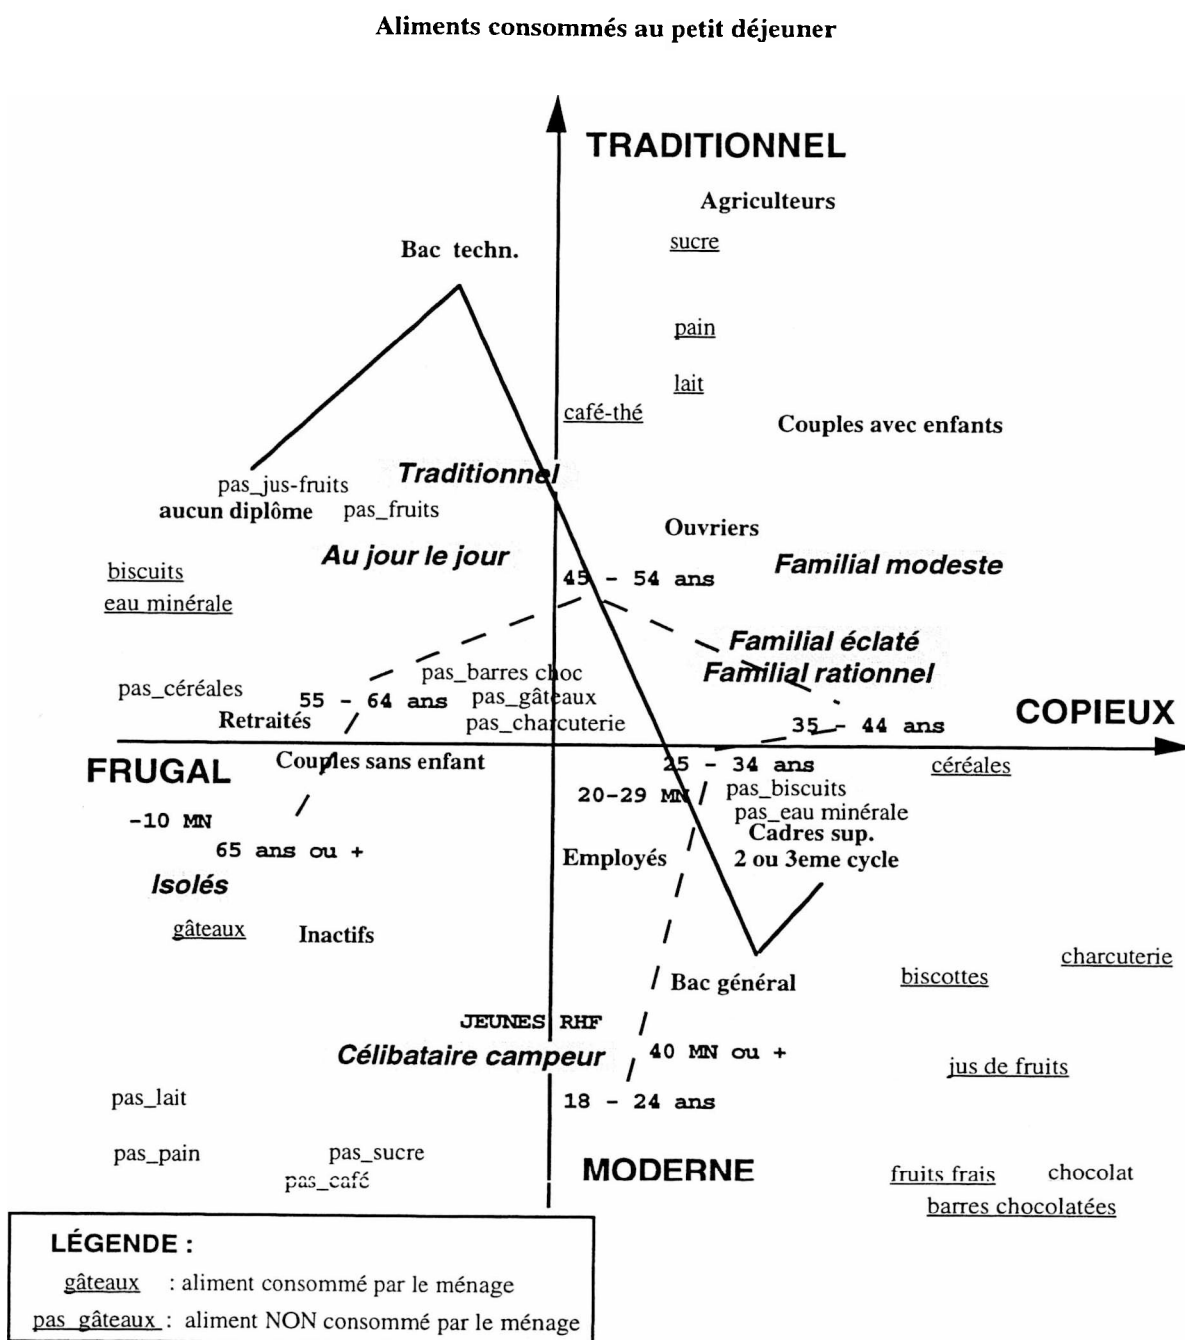 Aliments consommés au petit déjeuner
TRADITIONNEL
Agriculteurs
sucre
Bac techn.
pain
lait
café-thé
Couples avec enfants
Traditionnel
pas_jus-fruits
aucun diplôme pas_fruits
Ouvriers
Au jour le jour
Familial modeste
biscuits
45 - 54 ans
eau minérale
Familial éclaté
pas_barres choc
Familial rationnel
pas_céréales
55 - 64 ans
pas_gâteaux
Retraités
pas_charcuterie
35 - 44 ans
COPIEUX
FRUGAL
Couples sans enfant
25 - 34 ans
céréales
20-29 MN
pas_biscuits
-10 MN
pas_eau minérale
Cadres sup.
65 ans ou +
Employés
2 ou 3eme cycle
Isolés
gâteaux
Inactifs
charcuterie
biscottes
Bac général
JEUNES RHF
Célibataire campeur
40 MN ou +
jus de fruits
pas_lait
18 - 24 ans
pas_pain
pas_sucre
MODERNE
pas_café
fruits frais
chocolat
barres chocolatées
LÉGENDE :
gâteaux : aliment consommé par le ménage
pas gâteaux : aliment NON consommé par le ménage